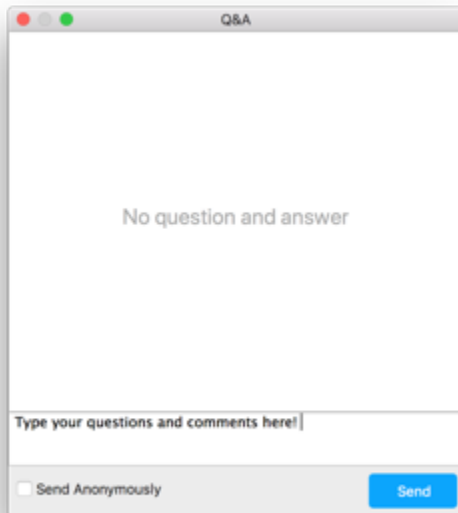 Q&A
No question and answer
Type your questions and comments here!
Send Anonymously
Send